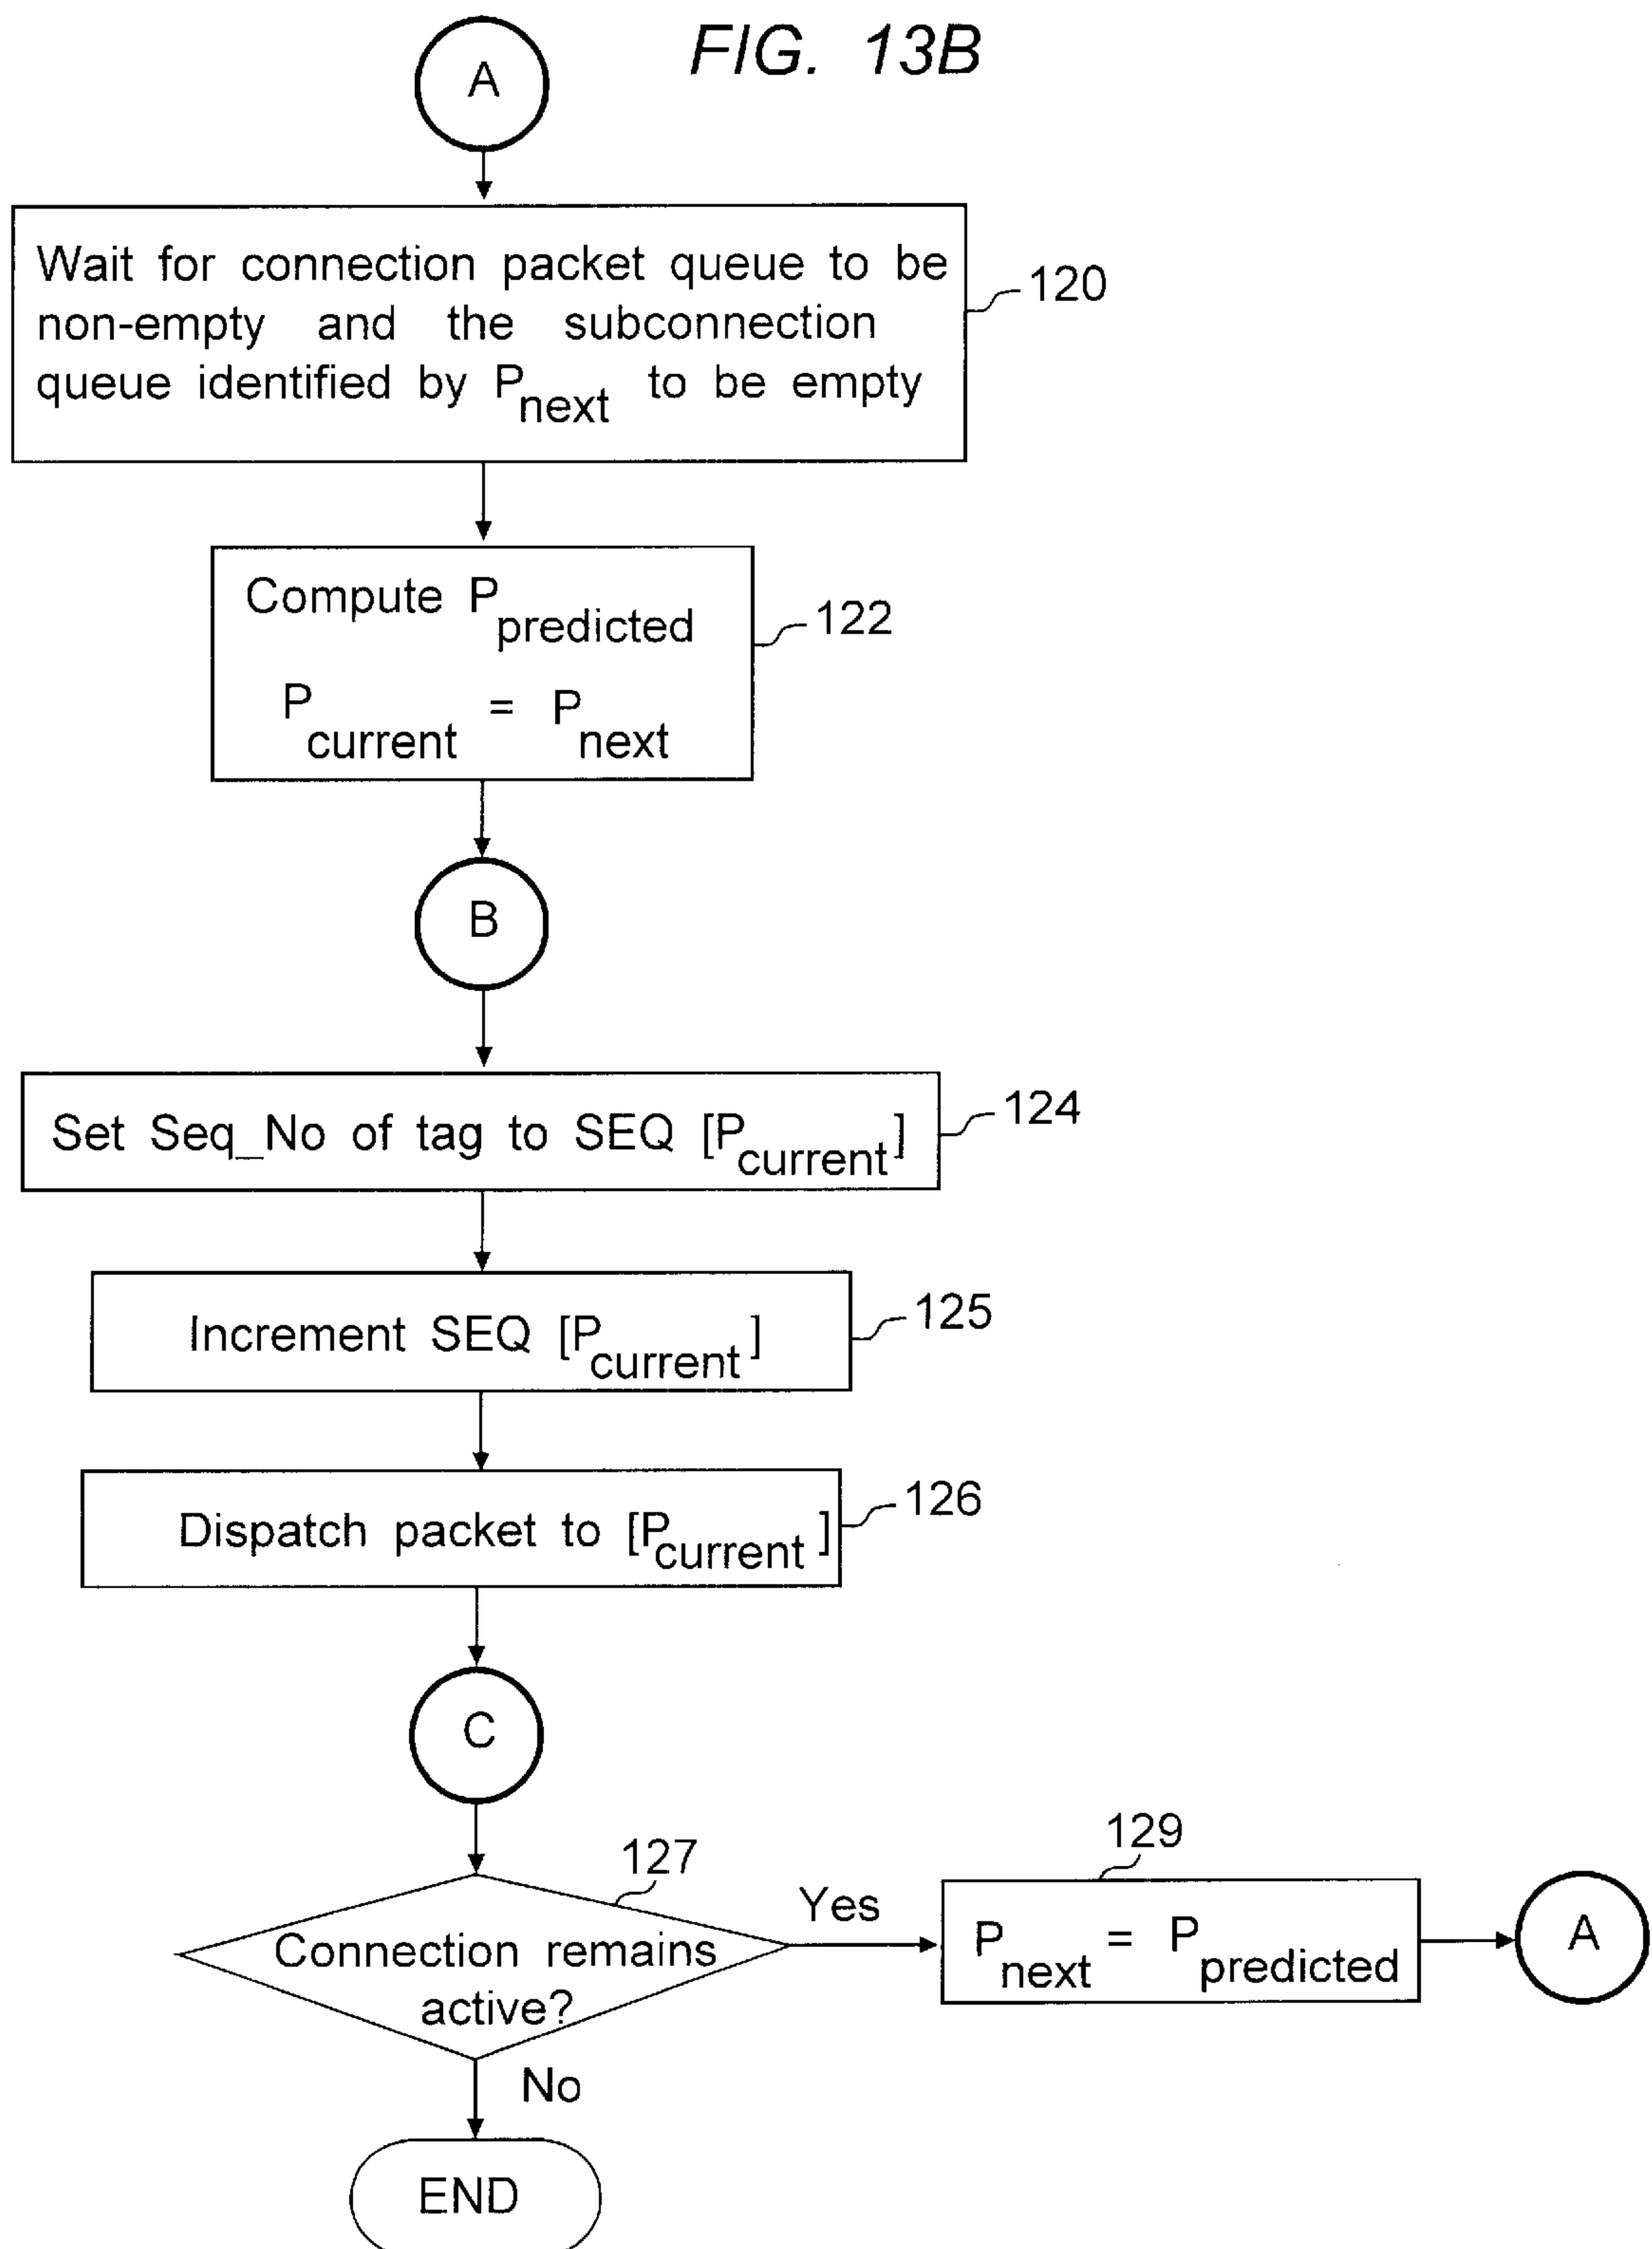 FIG. 13B
A
Wait for connection packet queue to be
non-empty and the subconnection
queue identified by Pnext to be empty
120
Compute Ppredicted
Pcurrent = Pnext
122
B
Set Seq_No of tag to SEQ [Pcurrent]
124
Increment SEQ [Pcurrent]
125
Dispatch packet to [Pcurrent]
126
C
127
Connection remains
active?
Yes
129
Pnext = Ppredicted
A
No
END